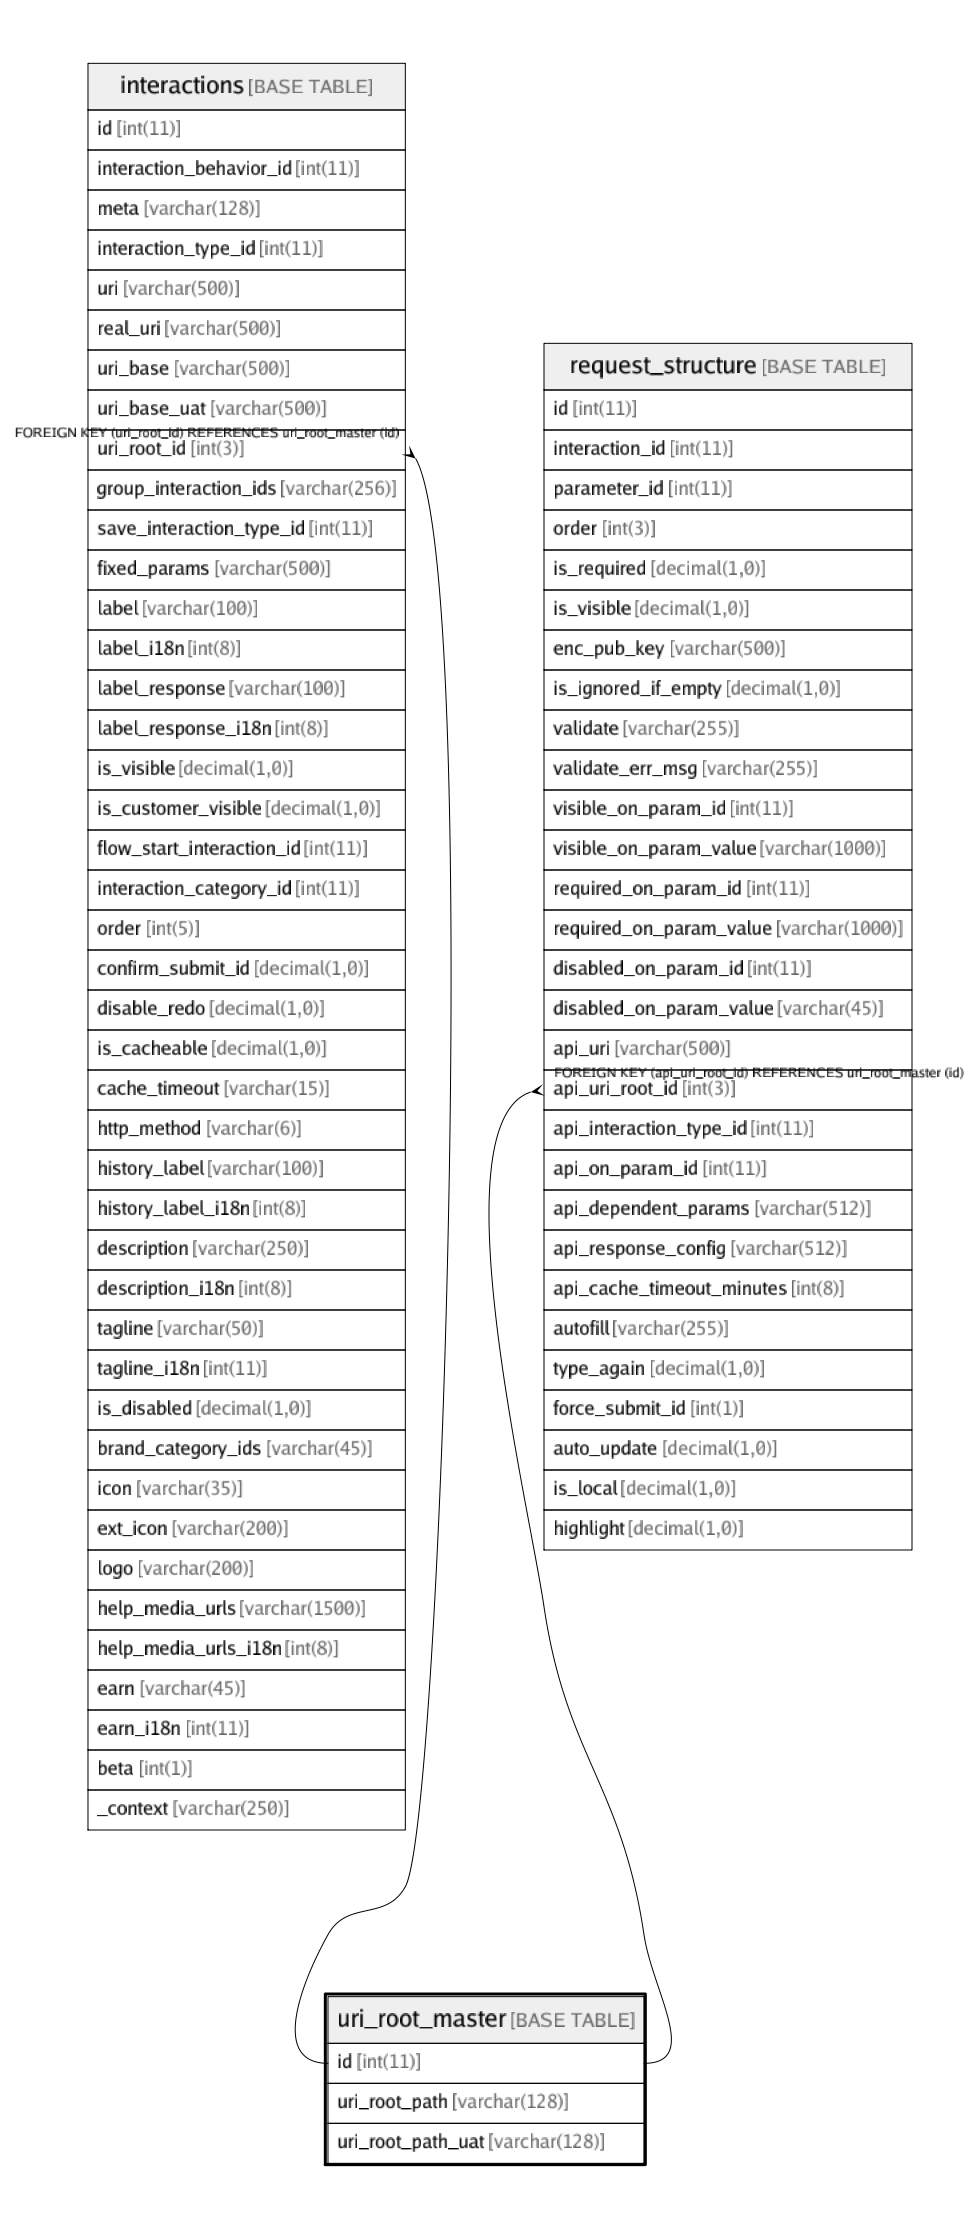 interactions [BASE TABLE]
id [int(11)]
interaction_behavior_id [int(11)]
meta [varchar(128)]
interaction_type_id [int(11)]
uri [varchar(500)]
real_uri [varchar(500)]
uri_base [varchar(500)]
uri_base_uat [varchar(500)]
FOREIGN KEY (uri_root_id) REFERENCES uri_root_master (id)
uri_root_id [int(3)]
group_interaction_ids [varchar(256)]
save_interaction_type_id [int(11)]
fixed_params [varchar(500)]
label [varchar(100)]
label_i18n [int(8)]
label_response [varchar(100)]
label_response_i18n [int(8)]
is_visible [decimal(1,0)]
is_customer_visible [decimal(1,0)]
flow_start_interaction_id [int(11)]
interaction_category_id [int(11)]
order [int(5)]
confirm_submit_id [decimal(1,0)]
disable_redo [decimal(1,0)]
is_cacheable [decimal(1,0)]
cache_timeout [varchar(15)]
http_method [varchar(6)]
history_label [varchar(100)]
history_label_i18n [int(8)]
description [varchar(250)]
description_i18n [int(8)]
tagline [varchar(50)]
tagline_i18n [int(11)]
is_disabled [decimal(1,0)]
brand_category_ids [varchar(45)]
icon [varchar(35)]
ext_icon [varchar(200)]
logo [varchar(200)]
help_media_urls [varchar(1500)]
help_media_urls_i18n [int(8)]
earn [varchar(45)]
earn_i18n [int(11)]
beta [int(1)]
_context [varchar(250)]
request_structure [BASE TABLE]
id [int(11)]
interaction_id [int(11)]
parameter_id [int(11)]
order [int(3)]
is_required [decimal(1,0)]
is_visible [decimal(1,0)]
enc_pub_key [varchar(500)]
is_ignored_if_empty [decimal(1,0)]
validate [varchar(255)]
validate_err_msg [varchar(255)]
visible_on_param_id [int(11)]
visible_on_param_value [varchar(1000)]
required_on_param_id [int(11)]
required_on_param_value [varchar(1000)]
disabled_on_param_id [int(11)]
disabled_on_param_value [varchar(45)]
api_uri [varchar(500)]
FOREIGN KEY (api_uri_root_id) REFERENCES uri_root_master (id)
api_uri_root_id [int(3)]
api_interaction_type_id [int(11)]
api_on_param_id [int(11)]
api_dependent_params [varchar(512)]
api_response_config [varchar(512)]
api_cache_timeout_minutes [int(8)]
autofill [varchar(255)]
type_again [decimal(1,0)]
force_submit_id [int(1)]
auto_update [decimal(1,0)]
is_local [decimal(1,0)]
highlight [decimal(1,0)]
uri_root_master [BASE TABLE]
id [int(11)]
uri_root_path [varchar(128)]
uri_root_path_uat [varchar(128)]